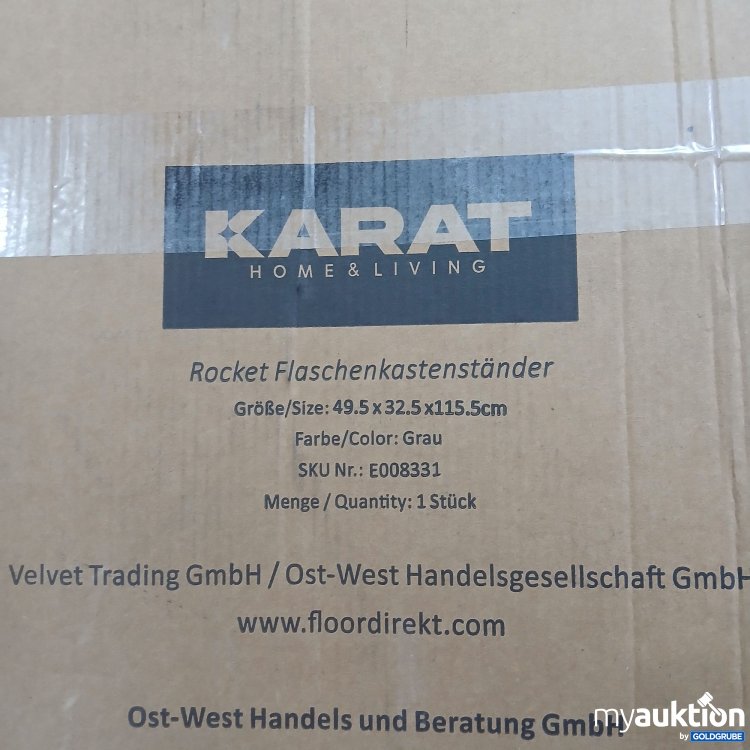 KARAT
HOME & LIVING
Rocket Flaschenkastenständer
Größe/Size: 49.5 x 32.5 x115.5cm
Farbe/Color: Grau
SKU Nr.: E008331
Menge / Quantity: 1 Stück
Velvet Trading GmbH / Ost-West Handelsgesellschaft GmbH
www.floordirekt.com
Ost-West Handels und Beratung GmbH
myauktion
by GOLDGRUBE